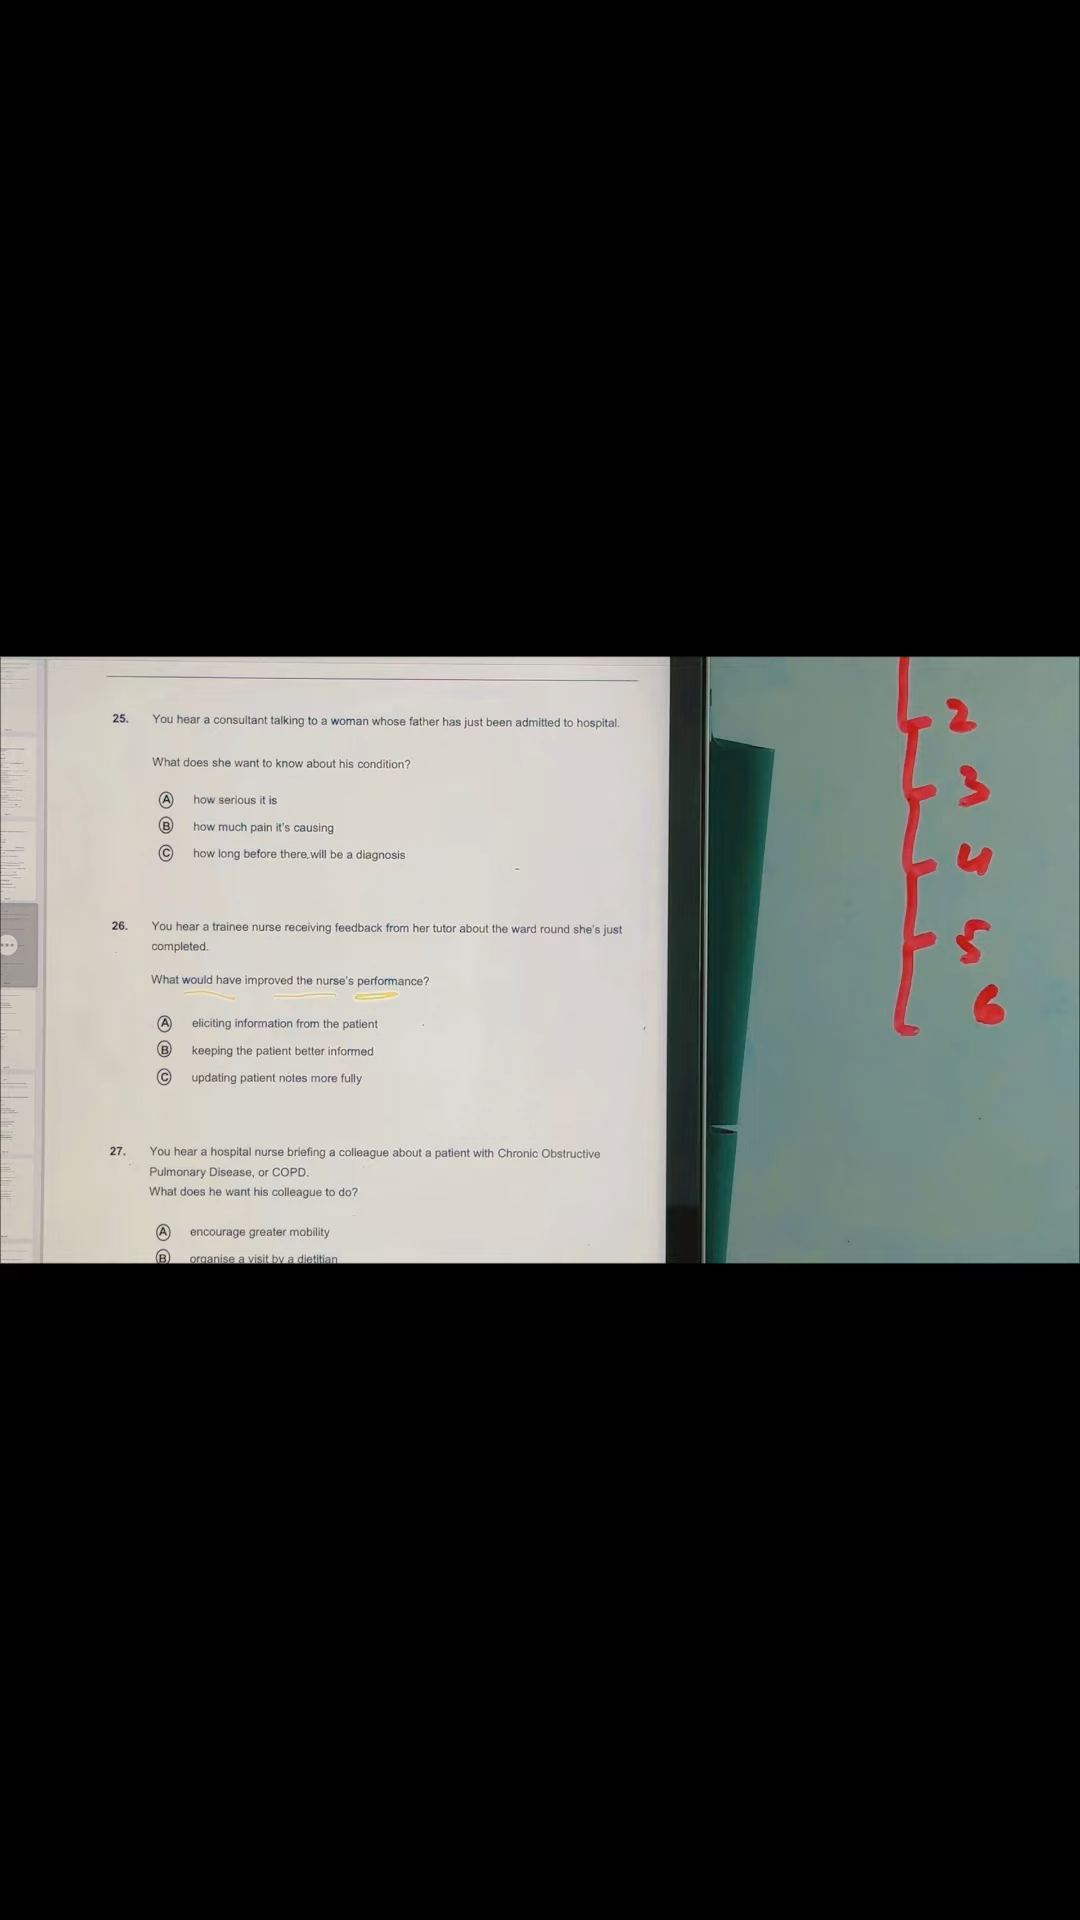 25. You hear a consultant talking to a woman whose father has just been admitted to hospital.
What does she want to know about his condition?
A how serious it is
B how much pain it's causing
C how long before there will be a diagnosis
26. You hear a trainee nurse receiving feedback from her tutor about the ward round she's just
completed.
What would have improved the nurse's performance?
A eliciting information from the patient
B keeping the patient better informed
C updating patient notes more fully
27. You hear a hospital nurse briefing a colleague about a patient with Chronic Obstructive
Pulmonary Disease, or COPD.
What does he want his colleague to do?
A encourage greater mobility
B organise a visit by a dietitian
2
3
4
5
6